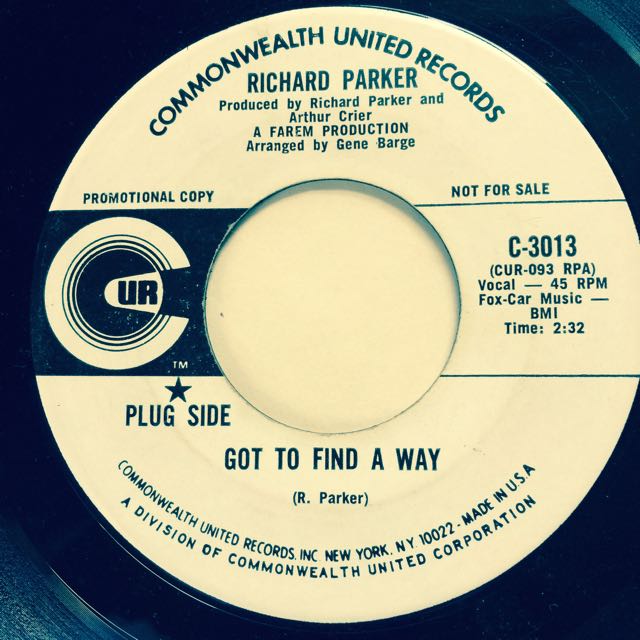 COMMONWEALTH UNITED RECORDS
RICHARD PARKER
Produced by Richard Parker and
Arthur Crier
A FAREM PRODUCTION
Arranged by Gene Barge
PROMOTIONAL COPY
NOT FOR SALE
CUR
TM
C-3013
(CUR-093 RPA)
Vocal — 45 RPM
Fox-Car Music —
BMI
Time: 2:32
PLUG SIDE
GOT TO FIND A WAY
(R. Parker)
COMMONWEALTH UNITED RECORDS, INC. NEW YORK, N.Y. 10022 - MADE IN U.S.A
A DIVISION OF COMMONWEALTH UNITED CORPORATION